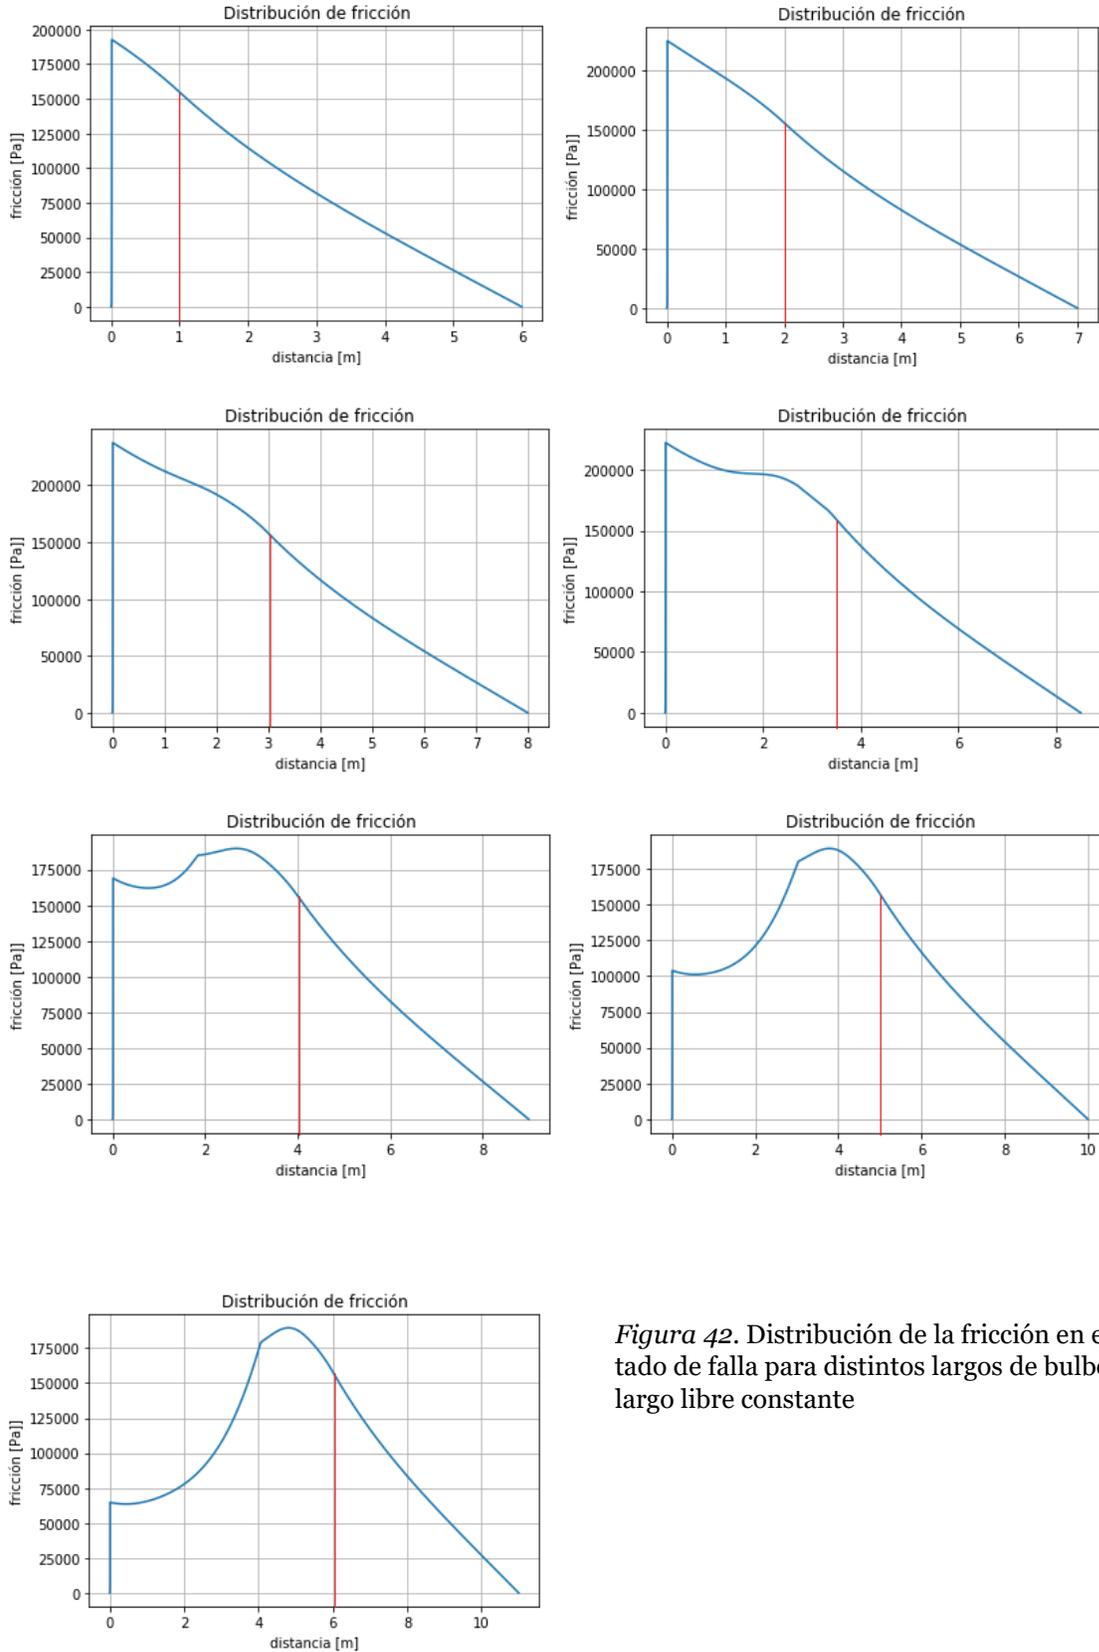 Distribución de fricción
200000
175000
150000
125000
100000
75000
50000
25000
0
fricción [Pa]]
0 1 2 3 4 5 6
distancia [m]
Distribución de fricción
200000
150000
100000
50000
0
fricción [Pa]]
0 1 2 3 4 5 6 7
distancia [m]
Distribución de fricción
200000
150000
100000
50000
0
fricción [Pa]]
0 1 2 3 4 5 6 7 8
distancia [m]
Distribución de fricción
200000
150000
100000
50000
0
fricción [Pa]]
0 2 4 6 8
distancia [m]
Distribución de fricción
175000
150000
125000
100000
75000
50000
25000
0
fricción [Pa]]
0 2 4 6 8
distancia [m]
Distribución de fricción
175000
150000
125000
100000
75000
50000
25000
0
fricción [Pa]]
0 2 4 6 8 10
distancia [m]
Distribución de fricción
175000
150000
125000
100000
75000
50000
25000
0
fricción [Pa]]
0 2 4 6 8 10
distancia [m]
Figura 42. Distribución de la fricción en
tado de falla para distintos largos de
largo libre constante